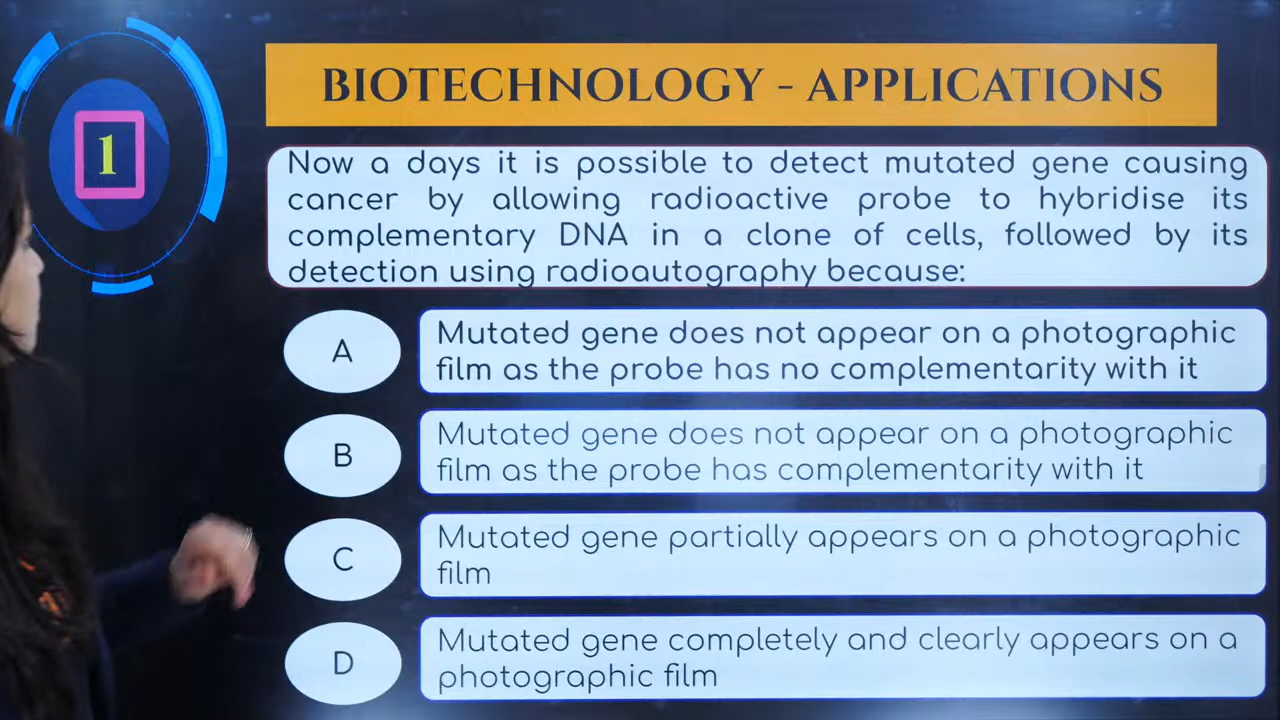 1
BIOTECHNOLOGY - APPLICATIONS
Now a days it is possible to detect mutated gene causing
cancer by allowing radioactive probe to hybridise its
complementary DNA in a clone of cells, followed by its
detection using radioautography because:
A
Mutated gene does not appear on a photographic
film as the probe has no complementarity with it
B
Mutated gene does not appear on a photographic
film as the probe has complementarity with it
C
Mutated gene partially appears on a photographic
film
D
Mutated gene completely and clearly appears on a
photographic film